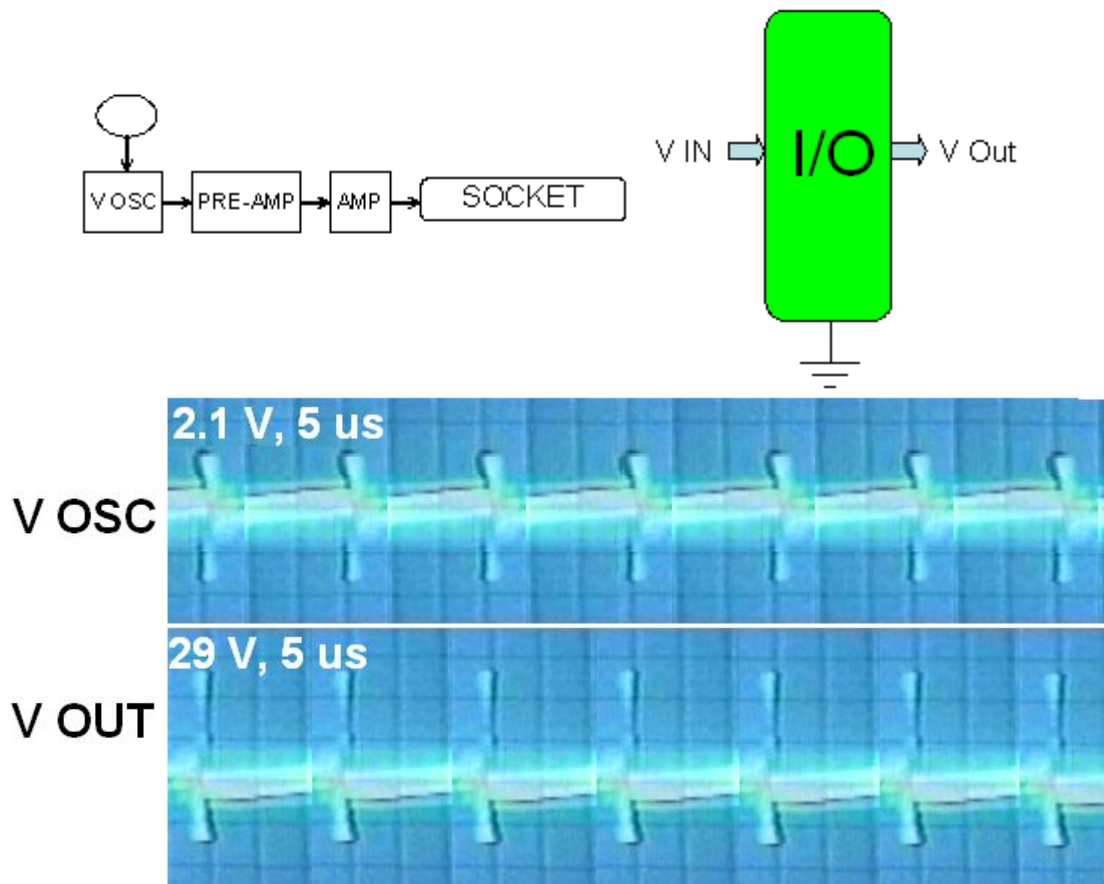 V IN
I/O
V Out
V OSC
PRE-AMP
AMP
SOCKET
2.1 V, 5 us
V OSC
29 V, 5 us
V OUT